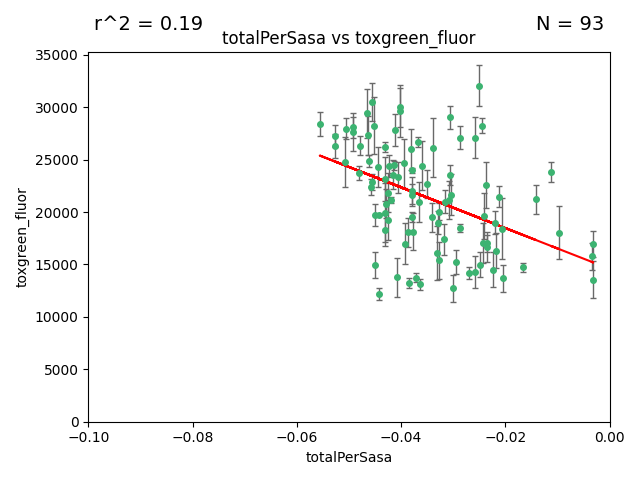 r^2 = 0.19
N = 93
totalPerSasa vs toxgreen_fluor
35000
30000
25000
20000
15000
10000
5000
0
toxgreen_fluor
−0.10
−0.08
−0.06
−0.04
−0.02
0.00
totalPerSasa